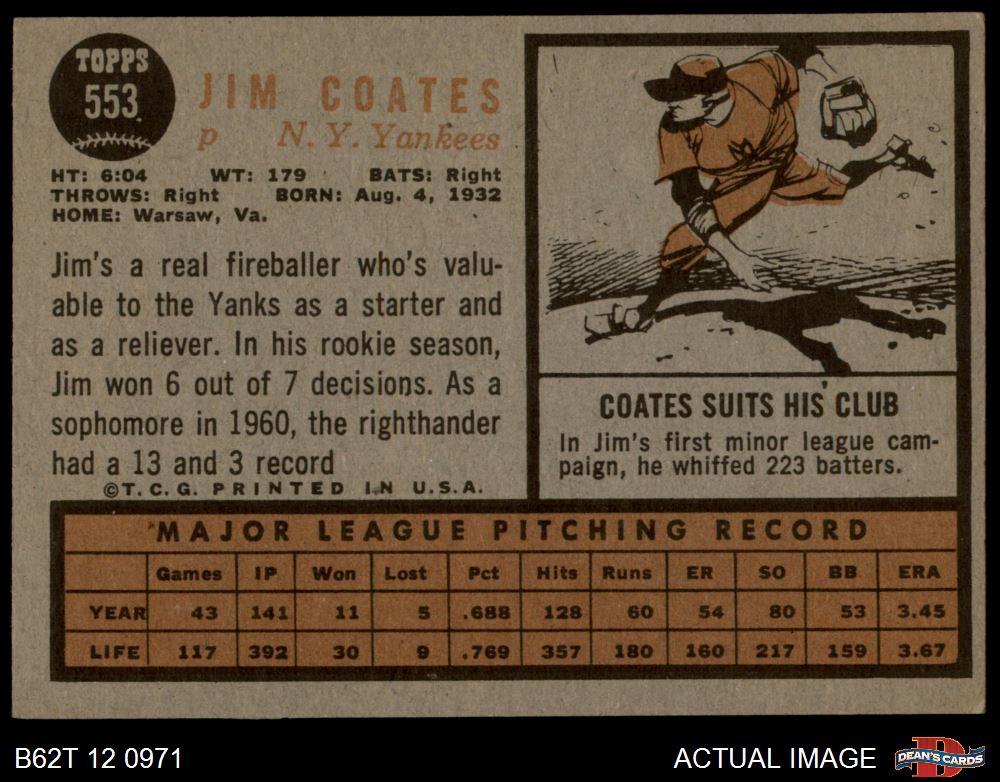 TOPPS
553
JIM COATES
p N. Y. Yankees
HT: 6:04 WT: 179 BATS: Right
THROWS: Right BORN: Aug. 4, 1932
HOME: Warsaw, Va.
Jim's a real fireballer who's valu-
able to the Yanks as a starter and
as a reliever. In his rookie season,
Jim won 6 out of 7 decisions. As a
sophomore in 1960, the righthander
had a 13 and 3 record
©T. C. G. PRINTED IN U. S. A.
COATES SUITS HIS CLUB
In Jim's first minor league cam-
paign, he whiffed 223 batters.
MAJOR LEAGUE PITCHING RECORD
Games IP Won Lost Pct Hits Runs ER SO BB ERA
YEAR 43 141 11 5 .688 128 60 54 80 53 3.45
LIFE 117 392 30 9 .769 357 180 160 217 159 3.67
B62T 12 0971 ACTUAL IMAGE DEAN'S CARDS